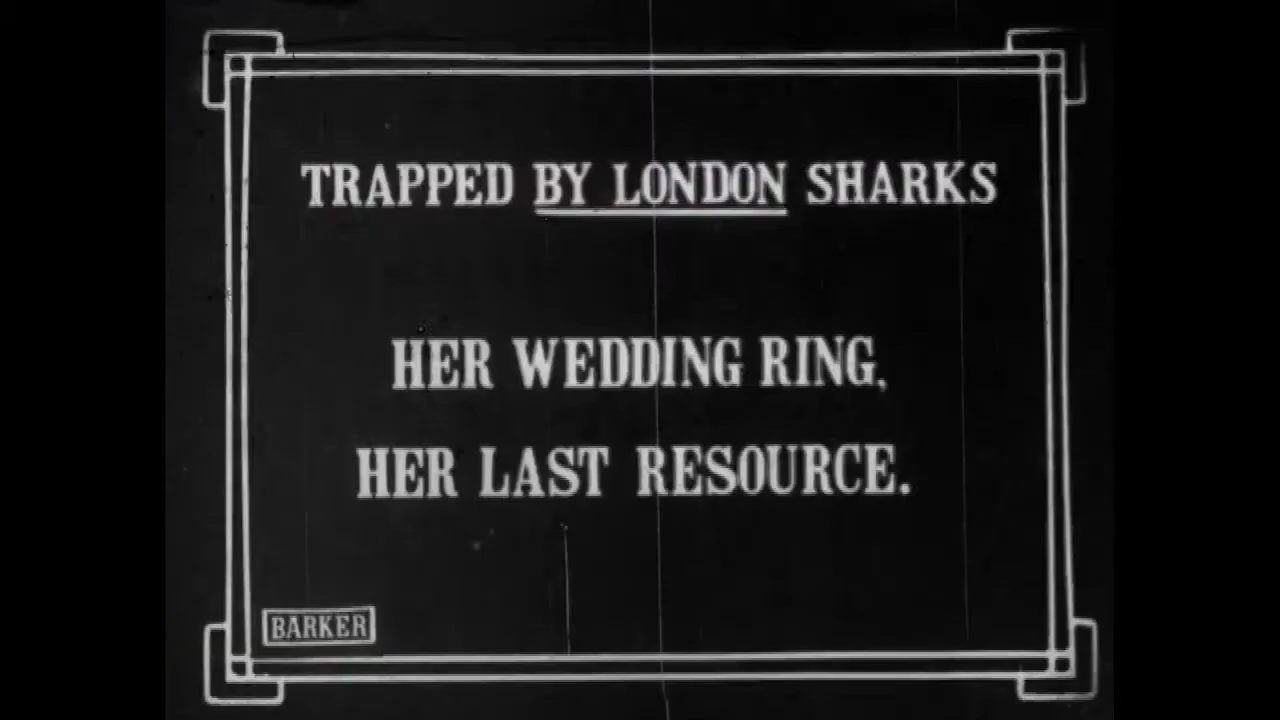 TRAPPED BY LONDON SHARKS
HER WEDDING RING,
HER LAST RESOURCE.
BARKER